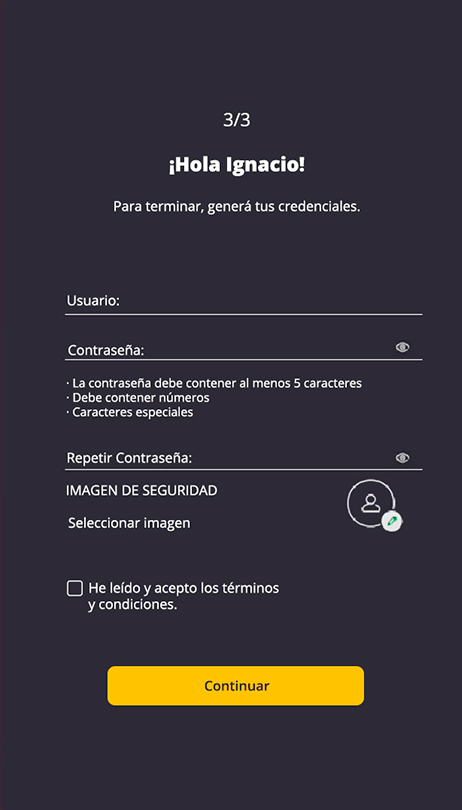 3/3
¡Hola Ignacio!
Para terminar, generá tus credenciales.
Usuario:
Contraseña:
· La contraseña debe contener al menos 5 caracteres
· Debe contener números
· Caracteres especiales
Repetir Contraseña:
IMAGEN DE SEGURIDAD
Seleccionar imagen
He leído y acepto los términos
y condiciones.
Continuar